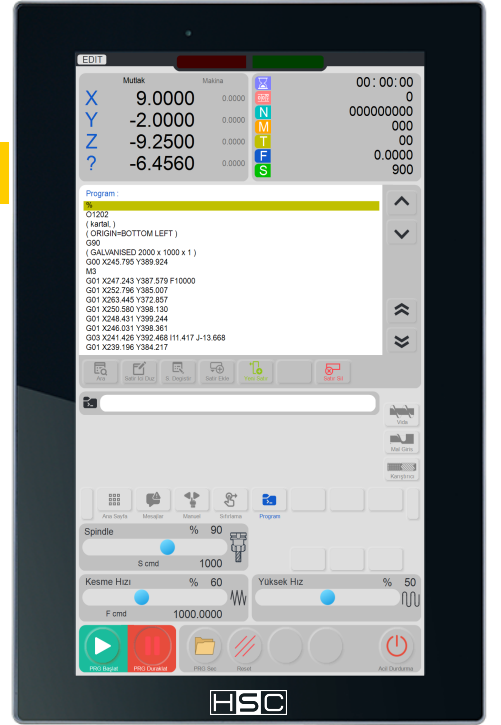 EDIT
Mutlak Makina
X 9.0000 0.0000
Y -2.0000 0.0000
Z -9.2500 0.0000
? -6.4560 0.0000
00: 00:00
0
N 000000000
M 000
T 00
F 0.0000
S 900
Program :
%
O1202
( kartal, )
( ORIGIN=BOTTOM LEFT )
G90
( GALVANISED 2000 x 1000 x 1 )
G00 X245.795 Y389.924
M3
G01 X247.243 Y387.579 F10000
G01 X252.796 Y385.007
G01 X263.445 Y372.857
G01 X250.580 Y398.130
G01 X248.431 Y399.244
G01 X246.031 Y398.361
G03 X241.426 Y392.468 I11.417 J-13.668
G01 X239.196 Y384.217
Ara
Satır Ekle
Satır Sil
Vida
Mal Giriş
Karıştırıcı
Ana Sayfa Mesajlar Manuel Program
Spindle % 90
S cmd 1000
Kesme Hızı % 60
F cmd 1000.0000
Yüksek Hız % 50
PRG Başlat PRG Duraklat PRG Seç Reset Acil Durdurma
HSC